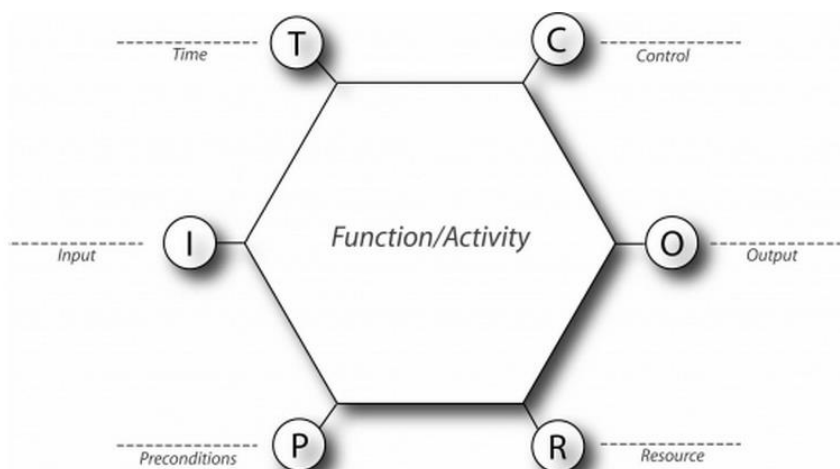 T
C
Time
Control
Function/Activity
I
O
Input
Output
P
R
Preconditions
Resource